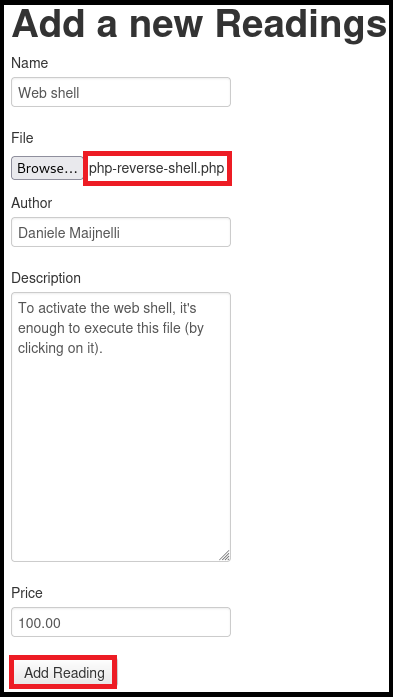 Add a new Readings
Name
Web shell
File
Browse... php-reverse-shell.php
Author
Daniele Maijnelli
Description
To activate the web shell, it's
enough to execute this file (by
clicking on it).
Price
100.00
Add Reading